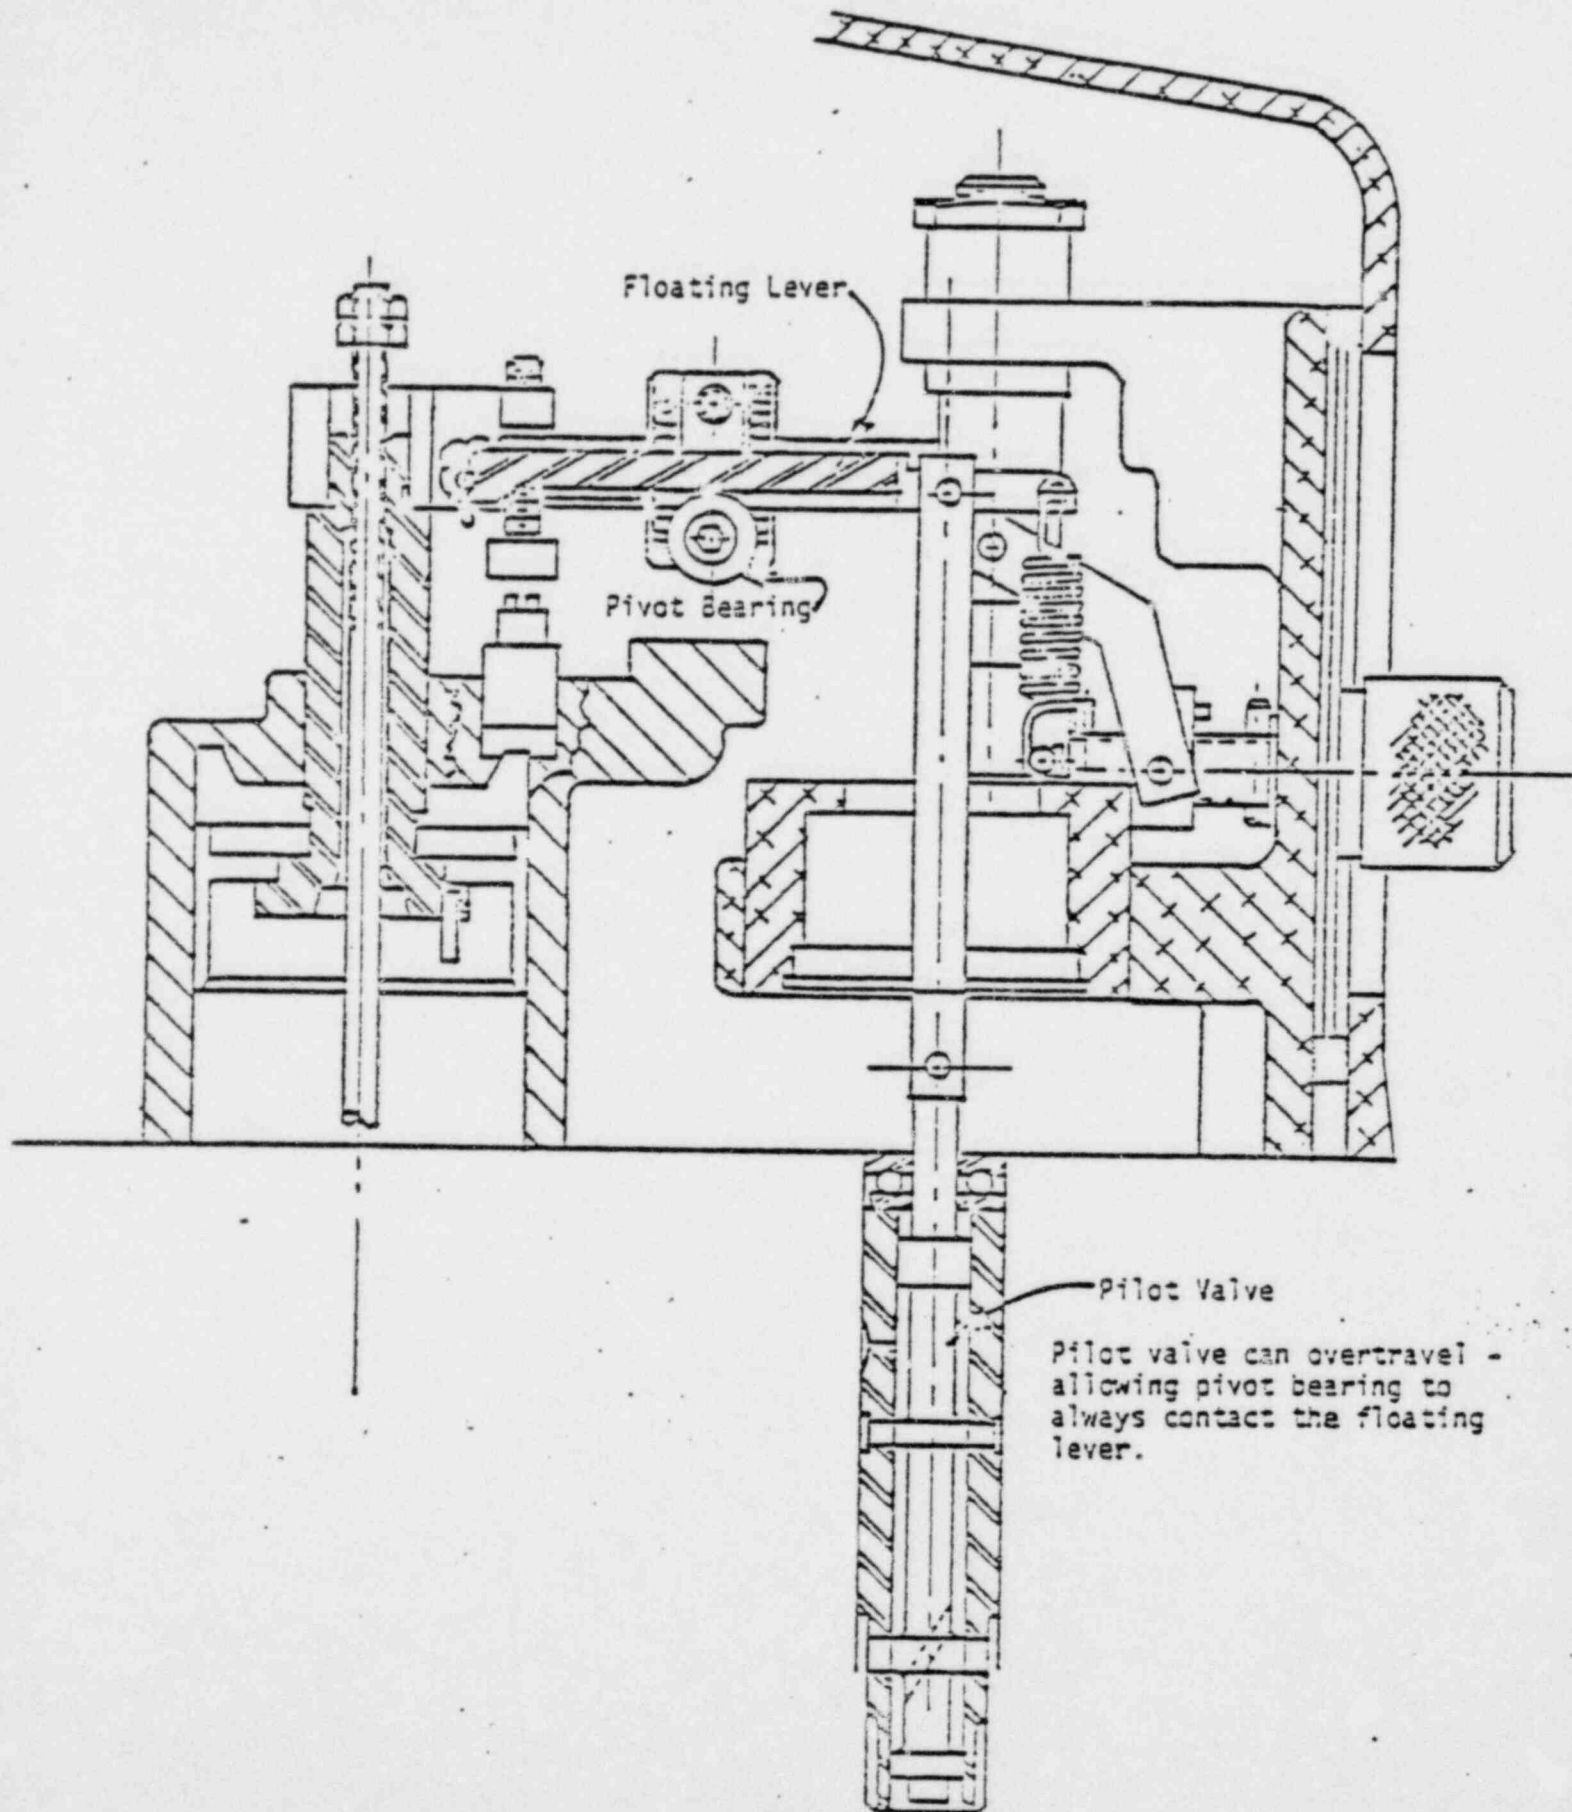 Floating Lever
Pivot Bearing
Pilot Valve
Pilot valve can overtravel -
allowing pivot bearing to
always contact the floating
lever.